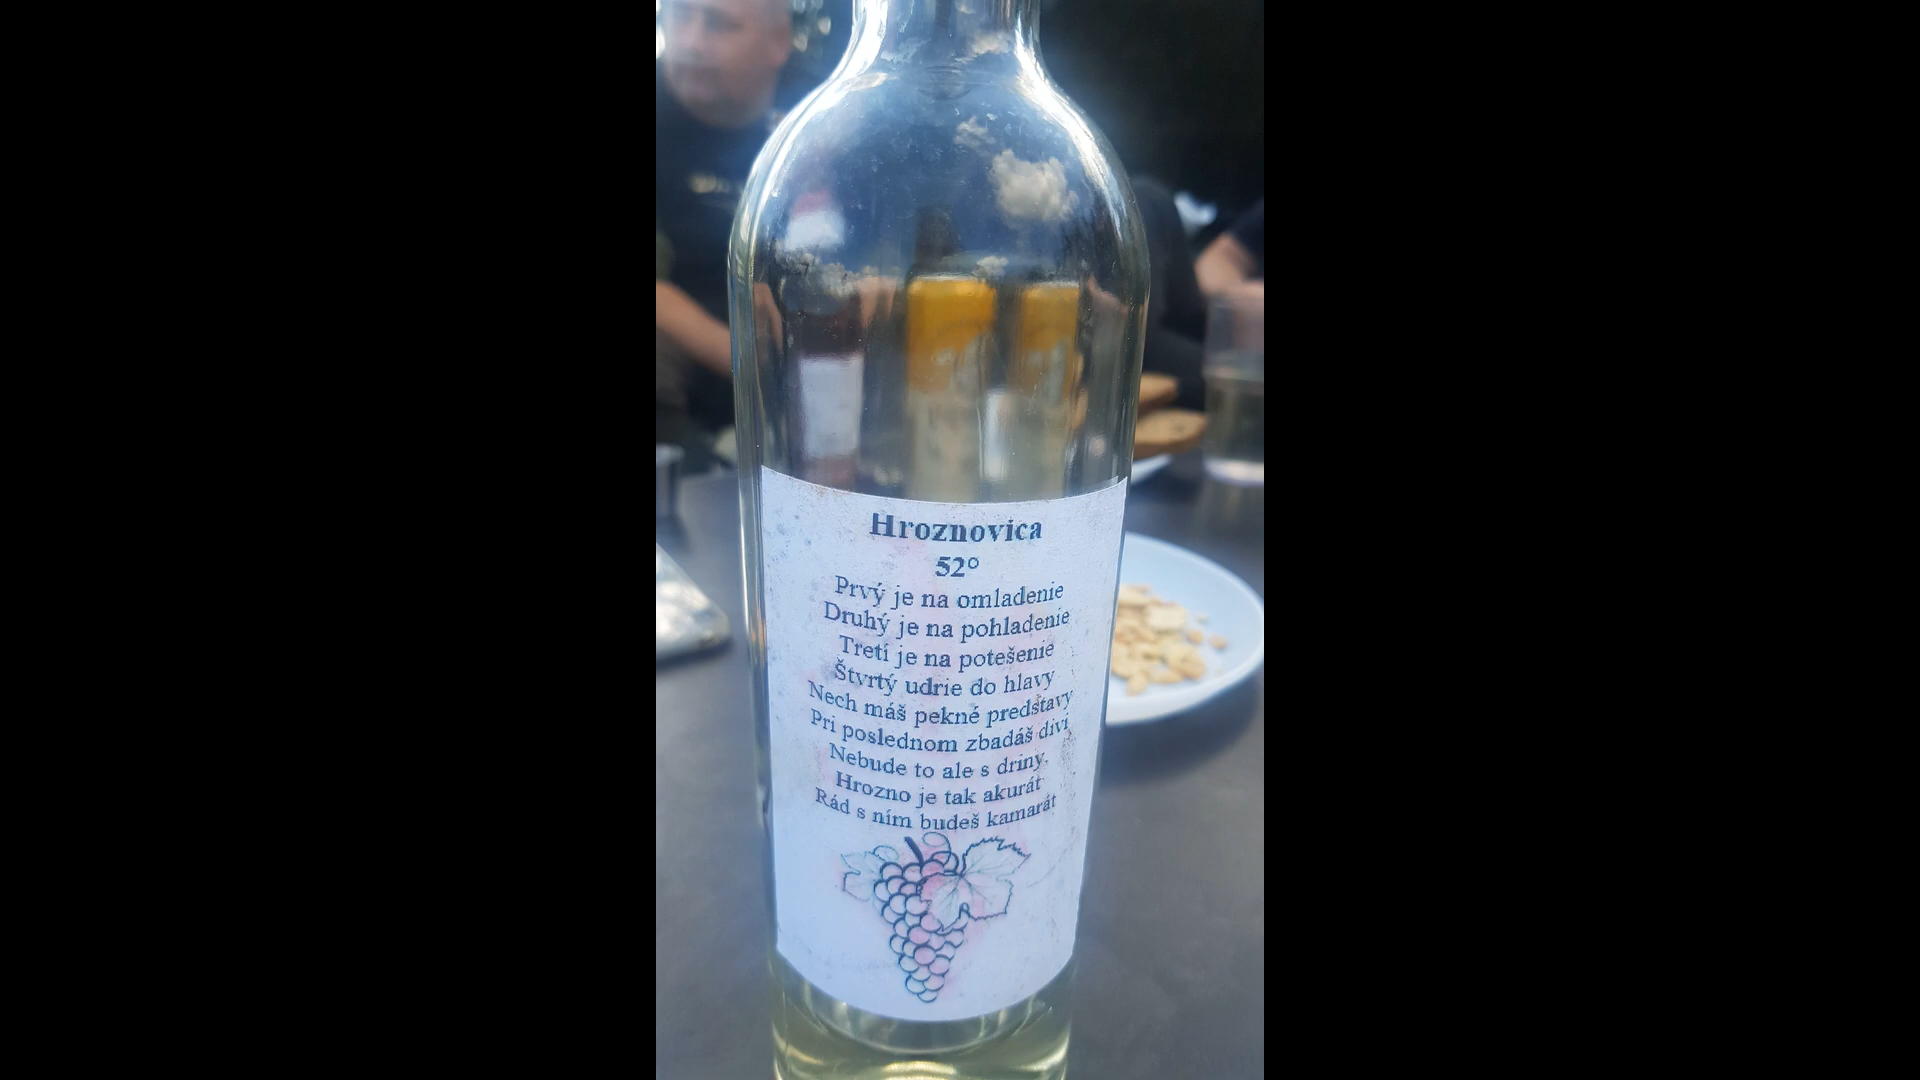 Hroznovica
52°
Prvý je na omladenie
Druhý je na pohladenie
Tretí je na potešenie
Štvrtý udrie do hlavy
Nech máš pekné predstavy
Pri poslednom zbadáš diví
Nebude to ale s driny,
Hrozno je tak akurát
Rád s ním budeš kamarát